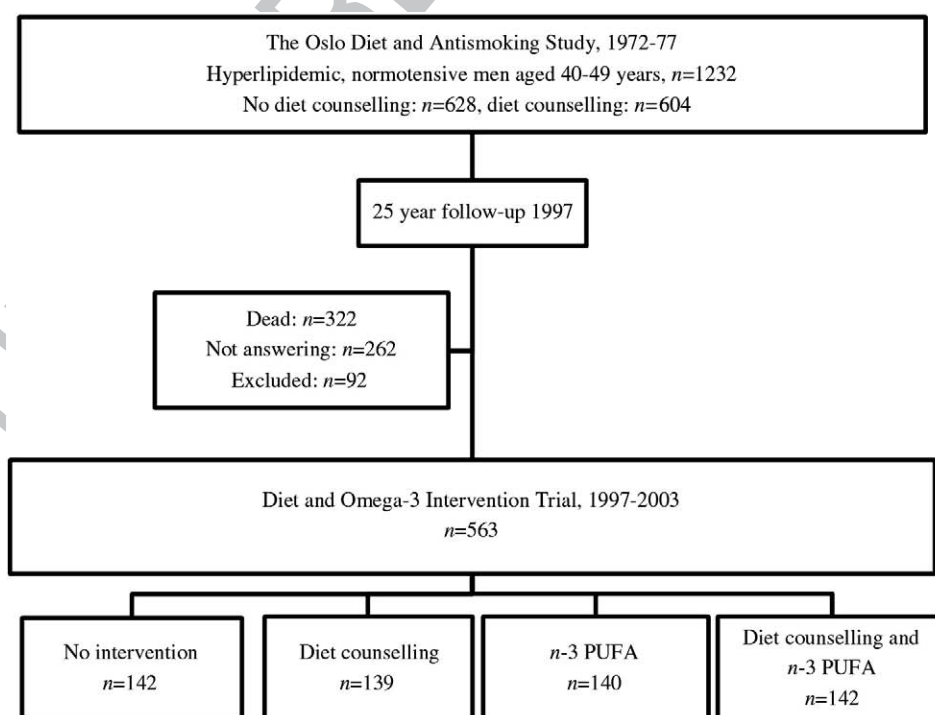 The Oslo Diet and Antismoking Study, 1972-77
Hyperlipidemic, normotensive men aged 40-49 years, n=1232
No diet counselling: n=628, diet counselling: n=604
25 year follow-up 1997
Dead: n=322
Not answering: n=262
Excluded: n=92
Diet and Omega-3 Intervention Trial, 1997-2003
n=563
No intervention
n=142
Diet counselling
n=139
n-3 PUFA
n=140
Diet counselling and
n-3 PUFA
n=142